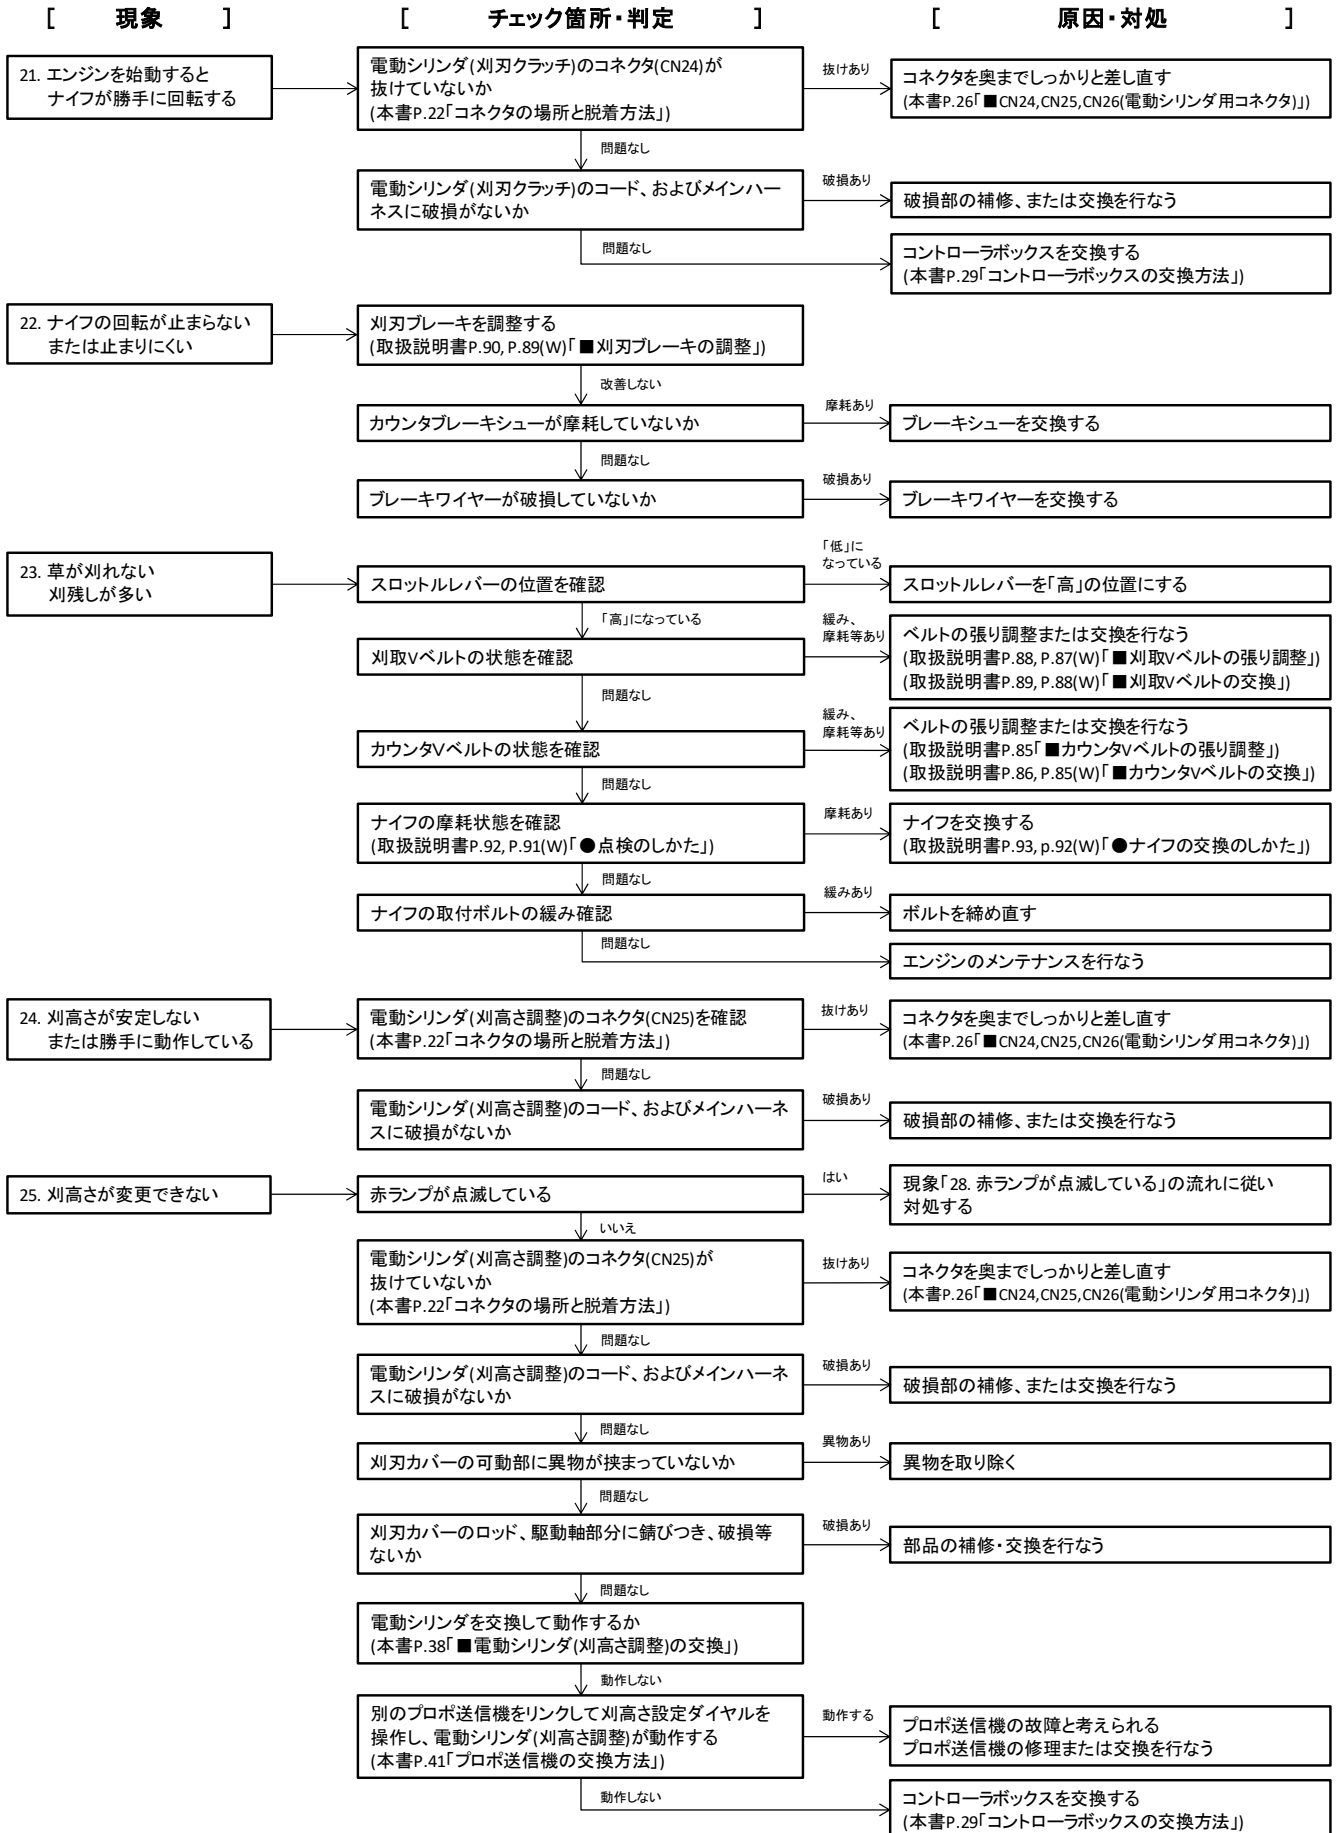 [　現象　]
[　チェック箇所・判定　]
[　原因・対処　]
21. エンジンを始動すると
ナイフが勝手に回転する
電動シリンダ(刈刃クラッチ)のコネクタ(CN24)が
抜けていないか
(本書P.22「コネクタの場所と脱着方法」)
抜けあり
コネクタを奥までしっかりと差し直す
(本書P.26「■CN24,CN25,CN26(電動シリンダ用コネクタ)」)
問題なし
電動シリンダ(刈刃クラッチ)のコード、およびメインハー
ネスに破損がないか
破損あり
破損部の補修、または交換を行なう
問題なし
コントローラボックスを交換する
(本書P.29「コントローラボックスの交換方法」)
22. ナイフの回転が止まらない
または止まりにくい
刈刃ブレーキを調整する
(取扱説明書P.90, P.89(W)「■刈刃ブレーキの調整」)
改善しない
カウンタブレーキシューが摩耗していないか
摩耗あり
ブレーキシューを交換する
問題なし
ブレーキワイヤーが破損していないか
破損あり
ブレーキワイヤーを交換する
23. 草が刈れない
刈残しが多い
スロットルレバーの位置を確認
「低」に
なっている
スロットルレバーを「高」の位置にする
「高」になっている
刈取Vベルトの状態を確認
緩み、
摩耗等あり
ベルトの張り調整または交換を行なう
(取扱説明書P.88, P.87(W)「■刈取Vベルトの張り調整」)
(取扱説明書P.89, P.88(W)「■刈取Vベルトの交換」)
問題なし
カウンタVベルトの状態を確認
緩み、
摩耗等あり
ベルトの張り調整または交換を行なう
(取扱説明書P.85「■カウンタVベルトの張り調整」)
(取扱説明書P.86, P.85(W)「■カウンタVベルトの交換」)
問題なし
ナイフの摩耗状態を確認
(取扱説明書P.92, P.91(W)「●点検のしかた」)
摩耗あり
ナイフを交換する
(取扱説明書P.93, p.92(W)「●ナイフの交換のしかた」)
問題なし
ナイフの取付ボルトの緩み確認
緩みあり
ボルトを締め直す
問題なし
エンジンのメンテナンスを行なう
24. 刈高さが安定しない
または勝手に動作している
電動シリンダ(刈高さ調整)のコネクタ(CN25)を確認
(本書P.22「コネクタの場所と脱着方法」)
抜けあり
コネクタを奥までしっかりと差し直す
(本書P.26「■CN24,CN25,CN26(電動シリンダ用コネクタ)」)
問題なし
電動シリンダ(刈高さ調整)のコード、およびメインハーネ
スに破損がないか
破損あり
破損部の補修、または交換を行なう
25. 刈高さが変更できない
赤ランプが点滅している
はい
現象「28. 赤ランプが点滅している」の流れに従い
対処する
いいえ
電動シリンダ(刈高さ調整)のコネクタ(CN25)が
抜けていないか
(本書P.22「コネクタの場所と脱着方法」)
抜けあり
コネクタを奥までしっかりと差し直す
(本書P.26「■CN24,CN25,CN26(電動シリンダ用コネクタ)」)
問題なし
電動シリンダ(刈高さ調整)のコード、およびメインハーネ
スに破損がないか
破損あり
破損部の補修、または交換を行なう
問題なし
刈刃カバーの可動部に異物が挟まっていないか
異物あり
異物を取り除く
問題なし
刈刃カバーのロッド、駆動軸部分に錆びつき、破損等
ないか
破損あり
部品の補修・交換を行なう
問題なし
電動シリンダを交換して動作するか
(本書P.38「■電動シリンダ(刈高さ調整)の交換」)
動作しない
別のプロポ送信機をリンクして刈高さ設定ダイヤルを
操作し、電動シリンダ(刈高さ調整)が動作する
(本書P.41「プロポ送信機の交換方法」)
動作する
プロポ送信機の故障と考えられる
プロポ送信機の修理または交換を行なう
動作しない
コントローラボックスを交換する
(本書P.29「コントローラボックスの交換方法」)